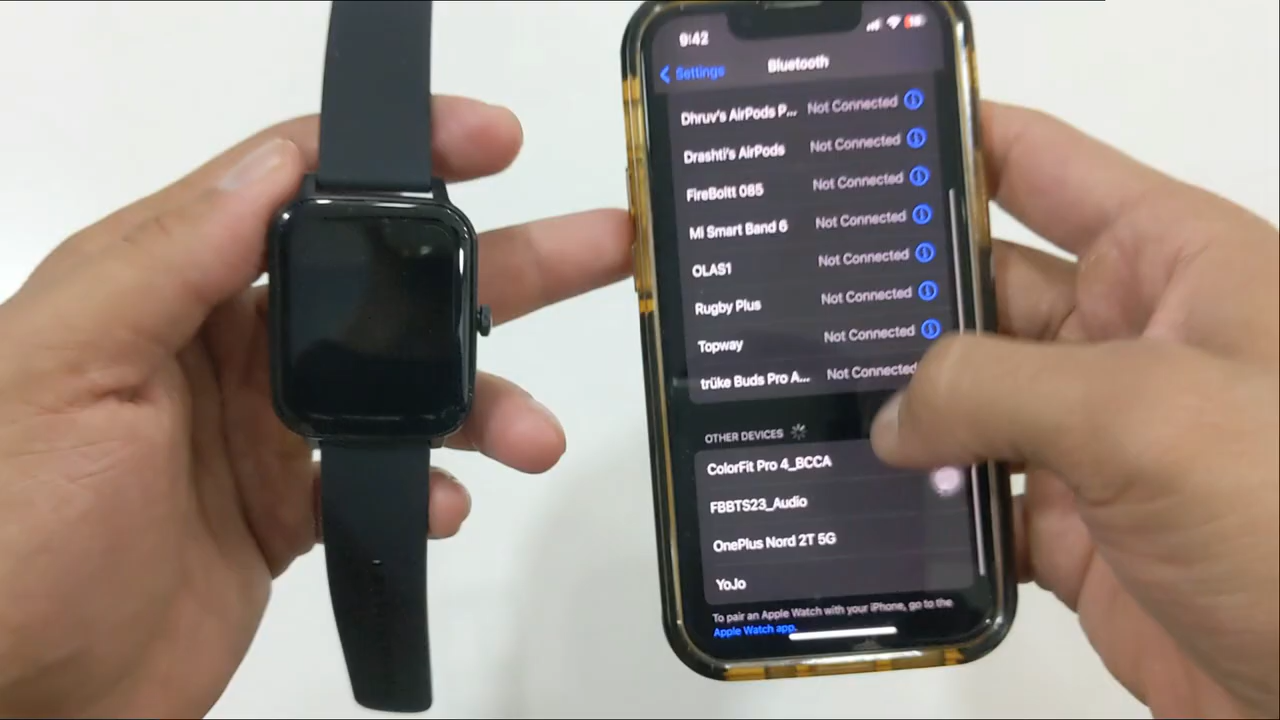 9:42
Settings
Bluetooth
Dhruv's AirPods P... Not Connected
Drashti's AirPods Not Connected
FireBoltt 085 Not Connected
Mi Smart Band 6 Not Connected
OLAS1 Not Connected
Rugby Plus Not Connected
Topway Not Connected
trüke Buds Pro A... Not Connected
OTHER DEVICES
ColorFit Pro 4_BCCA
FBBTS23_Audio
OnePlus Nord 2T 5G
YoJo
To pair an Apple Watch with your iPhone, go to the
Apple Watch app.